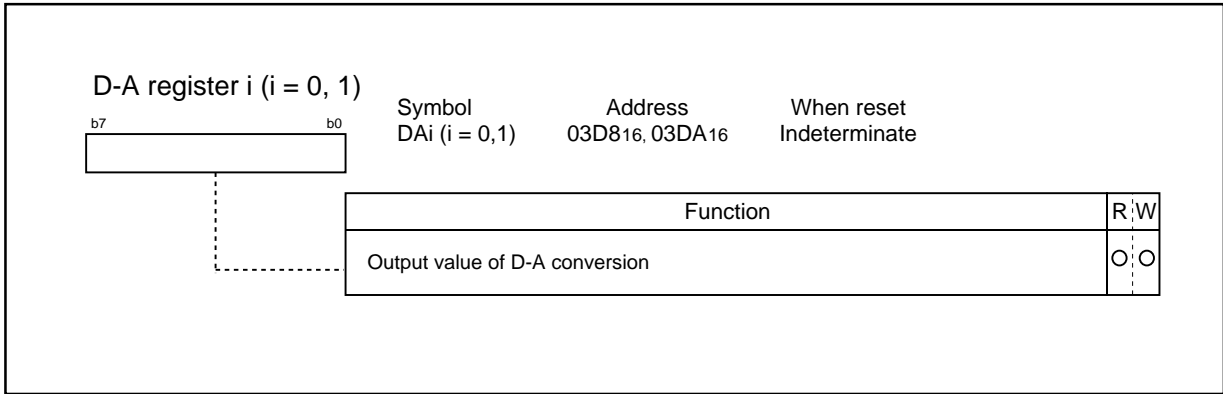 D-A register i (i = 0, 1)
Symbol Address When reset
b7 b0
DAi (i = 0,1) 03D816, 03DA16 Indeterminate
Function R W
Output value of D-A conversion O O